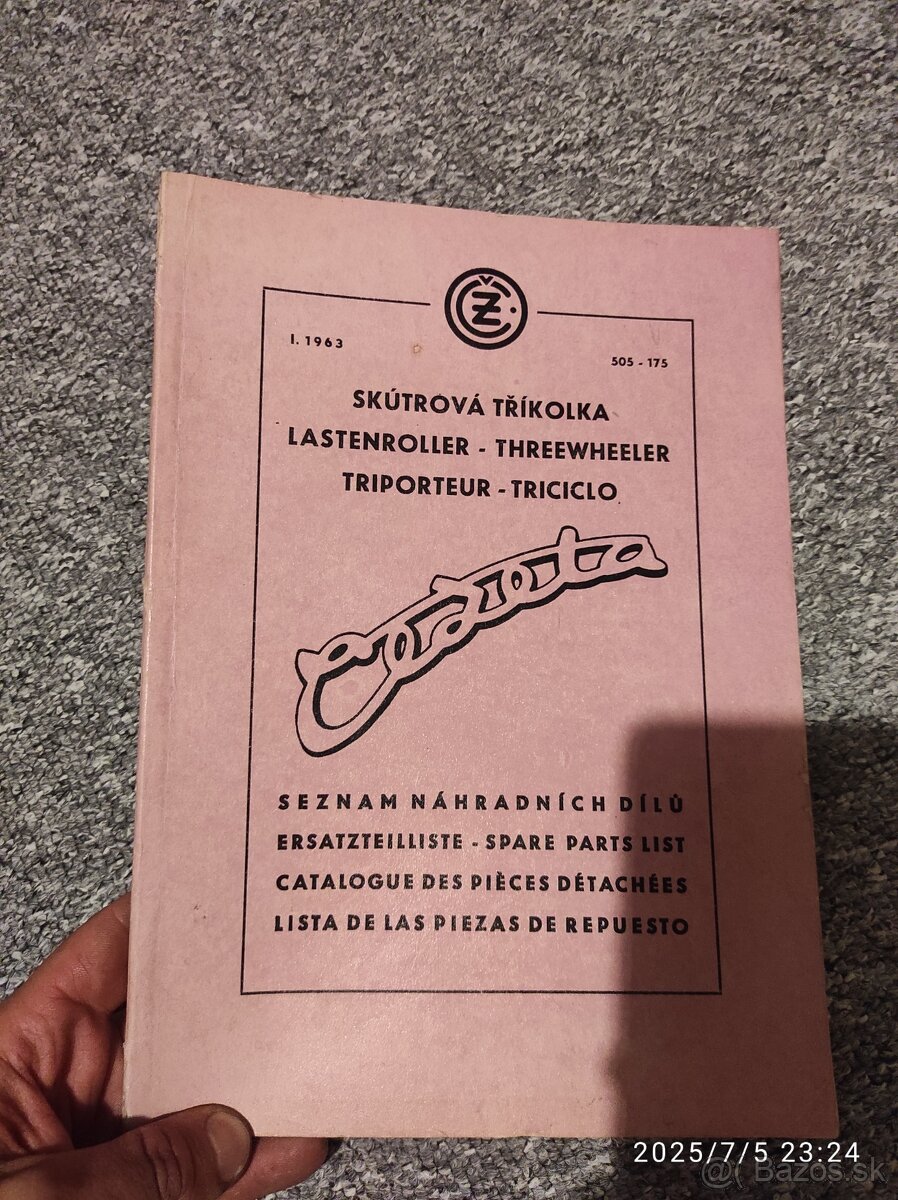 ČZ
I. 1963
505 - 175
SKÚTROVÁ TŘÍKOLKA
LASTENROLLER - THREEWHEELER
TRIPORTEUR - TRICICLO
Čezeta
SEZNAM NÁHRADNÍCH DÍLŮ
ERSATZTEILLISTE - SPARE PARTS LIST
CATALOGUE DES PIÈCES DÉTACHÉES
LISTA DE LAS PIEZAS DE REPUESTO
2025/7/5 23:24
Bazoš.sk